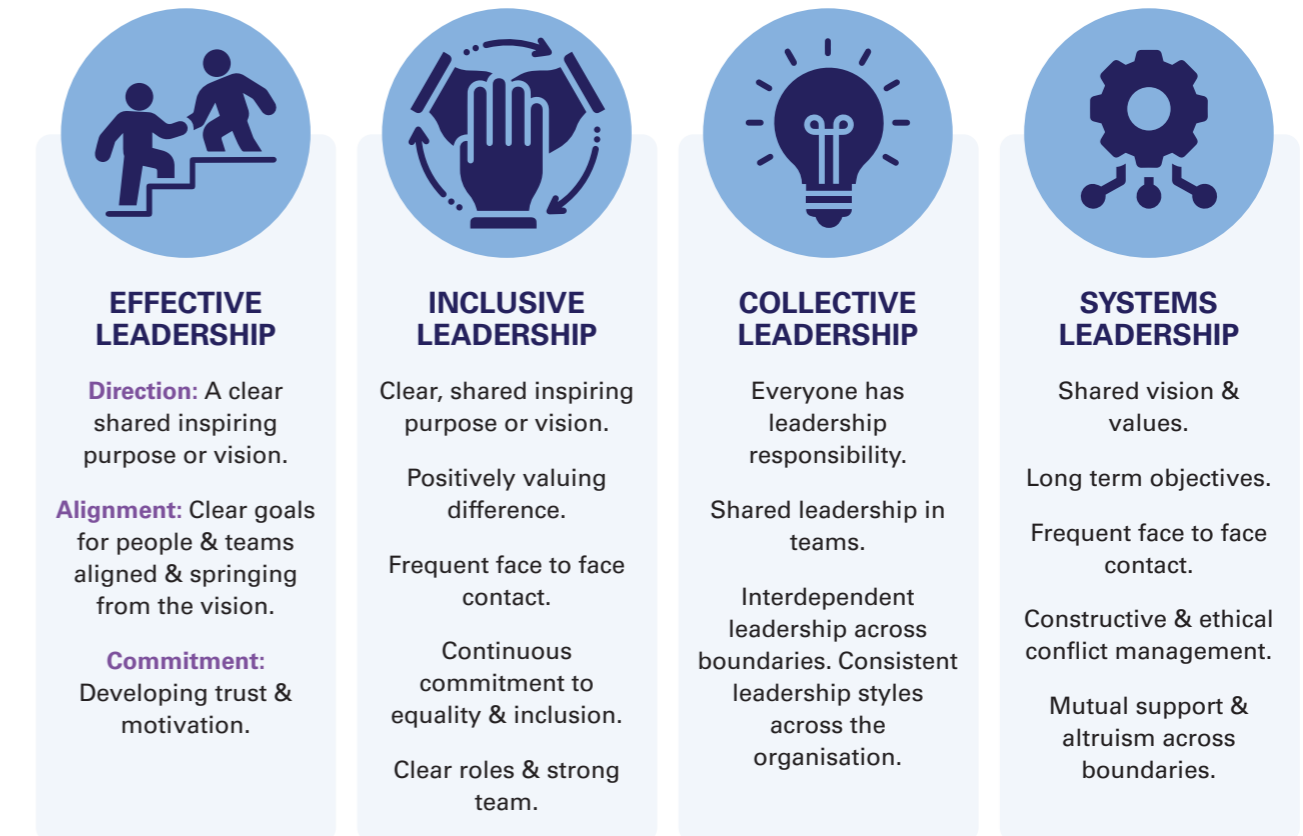 EFFECTIVE
LEADERSHIP
Direction: A clear
shared inspiring
purpose or vision.
Alignment: Clear goals
for people & teams
aligned & springing
from the vision.
Commitment:
Developing trust &
motivation.
INCLUSIVE
LEADERSHIP
Clear, shared inspiring
purpose or vision.
Positively valuing
difference.
Frequent face to face
contact.
Continuous
commitment to
equality & inclusion.
Clear roles & strong
team.
COLLECTIVE
LEADERSHIP
Everyone has
leadership
responsibility.
Shared leadership in
teams.
Interdependent
leadership across
boundaries. Consistent
leadership styles
across the
organisation.
SYSTEMS
LEADERSHIP
Shared vision &
values.
Long term objectives.
Frequent face to face
contact.
Constructive & ethical
conflict management.
Mutual support &
altruism across
boundaries.